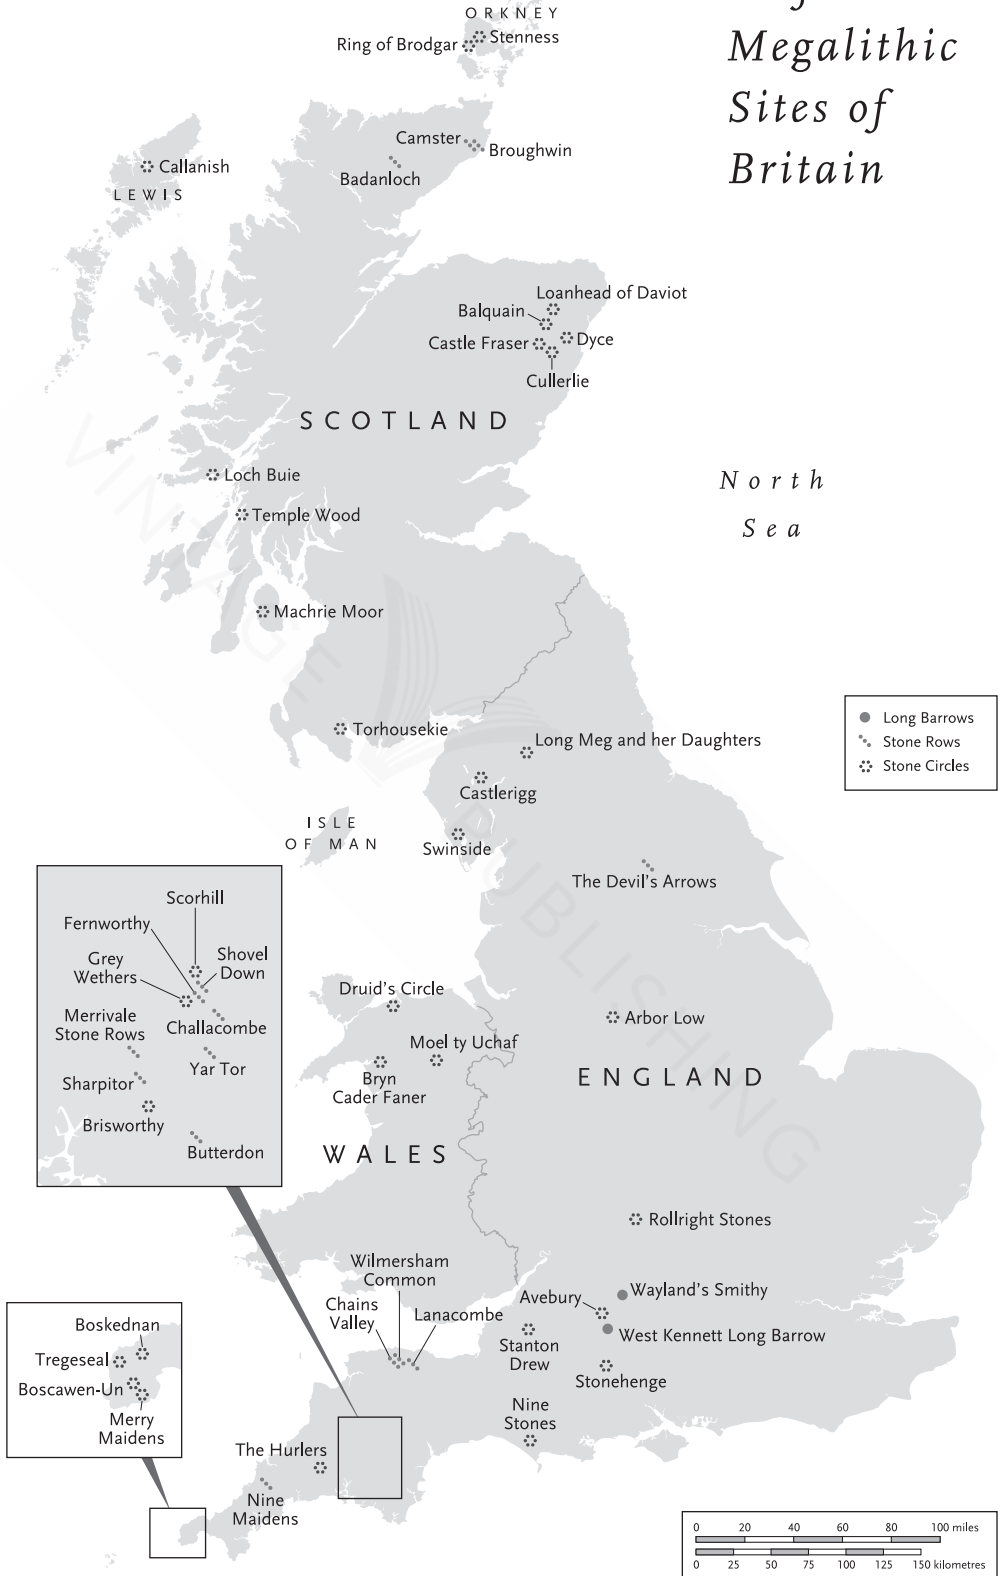 Megalithic
Sites of
Britain
ORKNEY
Ring of Brodgar
Stenness
Camster
Broughwin
Badanloch
Callanish
LEWIS
Loanhead of Daviot
Balquain
Castle Fraser
Dyce
Cullerlie
SCOTLAND
North
Sea
Loch Buie
Temple Wood
Machrie Moor
Torhousekie
Long Meg and her Daughters
Castlerigg
Swinside
ISLE
OF MAN
Long Barrows
Stone Rows
Stone Circles
The Devil's Arrows
Scorhill
Fernworthy
Grey
Wethers
Shovel
Down
Merrivale
Stone Rows
Challacombe
Yar Tor
Sharpitor
Brisworthy
Butterdon
Druid's Circle
Moel ty Uchaf
Bryn
Cader Faner
Arbor Low
ENGLAND
WALES
Rollright Stones
Wilmersham
Common
Chains
Valley
Lanacombe
Avebury
Wayland's Smithy
West Kennett Long Barrow
Stanton
Drew
Stonehenge
Nine
Stones
Boskednan
Tregeseal
Boscawen-Un
Merry
Maidens
The Hurlers
Nine
Maidens
0 20 40 60 80 100 miles
0 25 50 75 100 125 150 kilometres
VINTAGE PUBLISHING